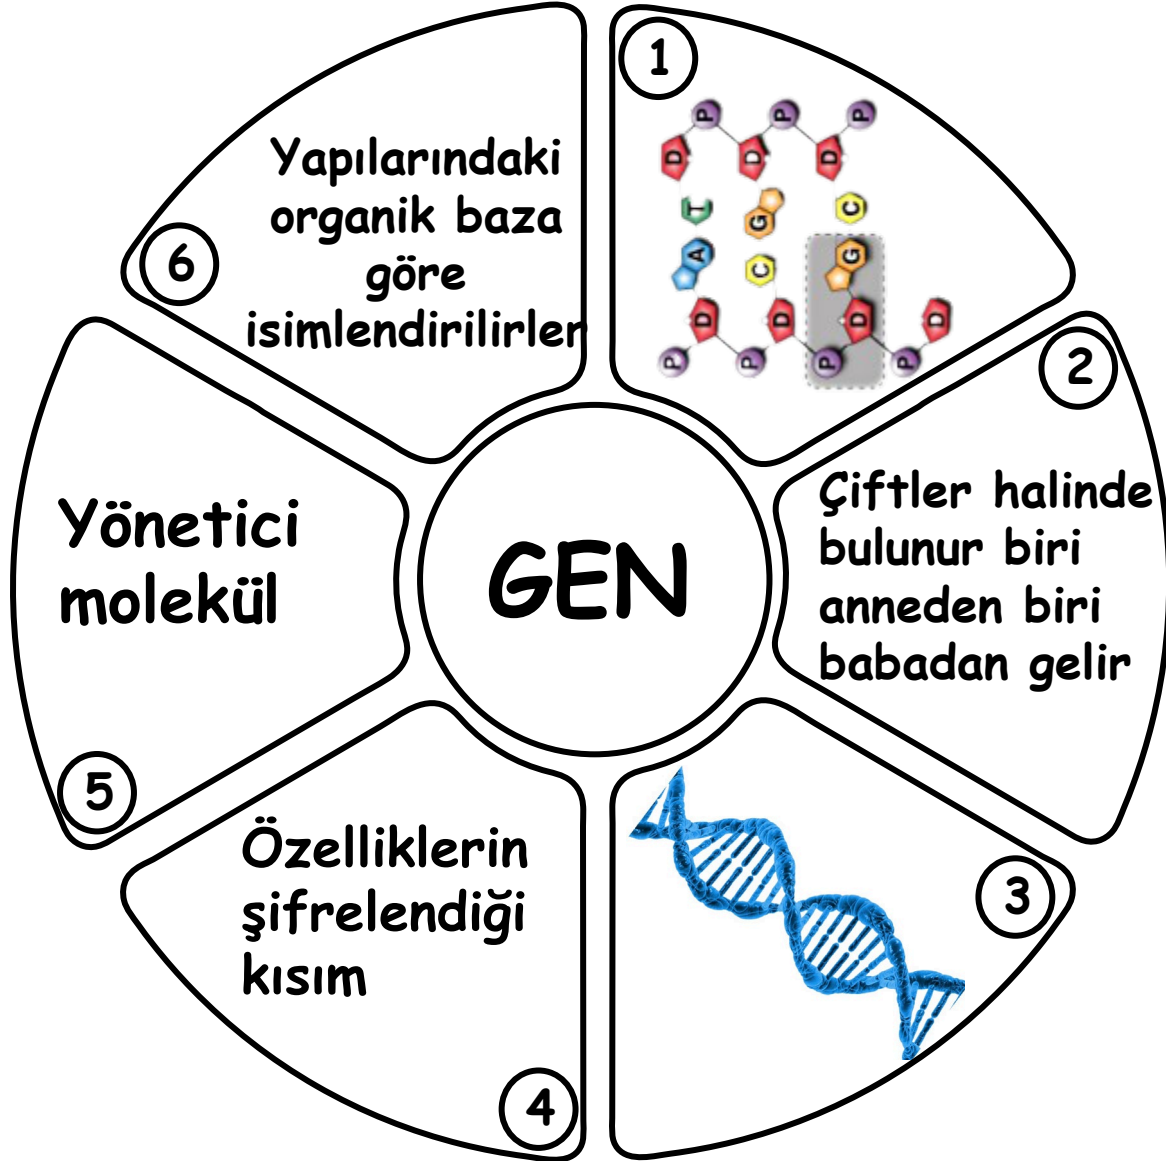 1
P P P
D D D
T G C
A C G
D D D D
P P P P
2
Çiftler halinde
bulunur biri
anneden biri
babadan gelir
3
4
Özelliklerin
şifrelendiği
kısım
5
Yönetici
molekül
6
Yapılarındaki
organik baza
göre
isimlendirilirler
GEN